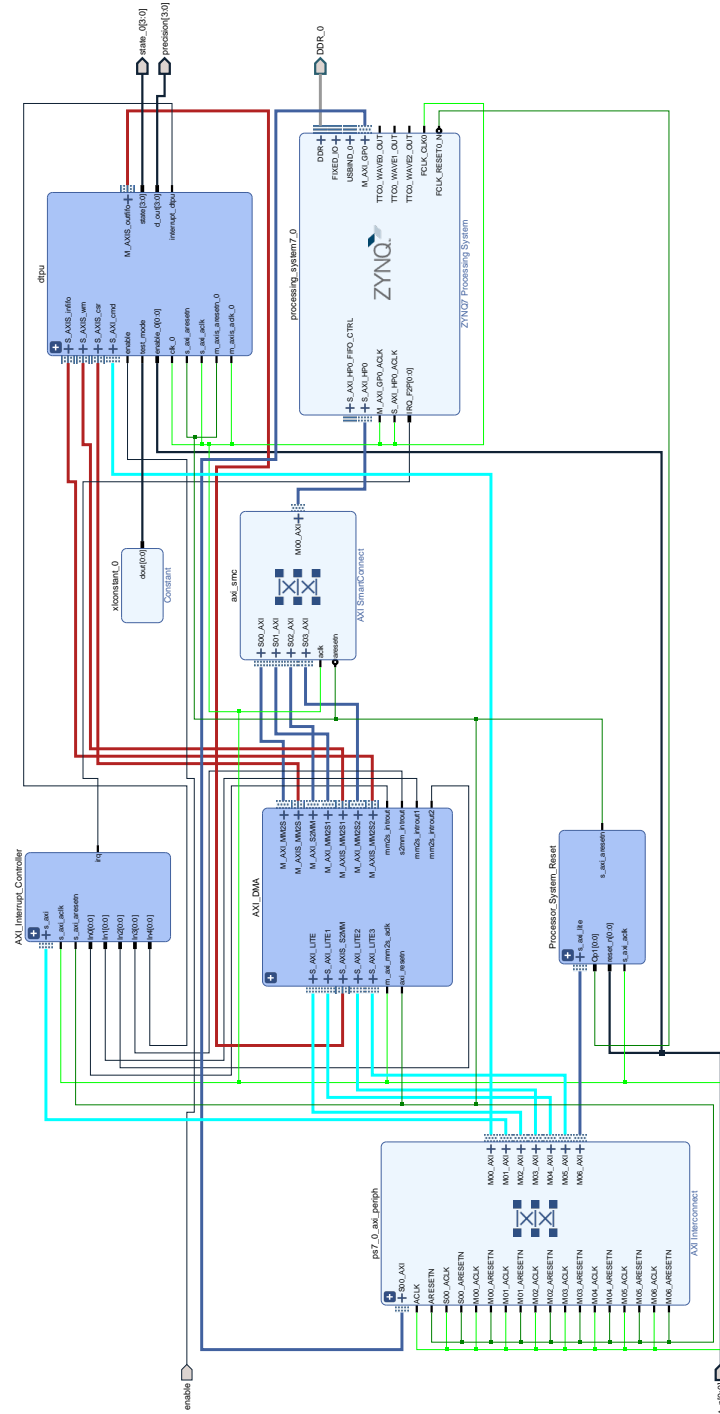 state_0[3:0]
precision[3:0]
DDR_0
dtpu
S_AXIS_infifo
S_AXIS_wm
S_AXIS_csr
S_AXI_cmd
enable
test_mode
enable_0[0:0]
clk_0
s_axi_aresetn
s_axi_aclk
m_axis_aresetn_0
m_axis_aclk_0
M_AXIS_outfifo
state[3:0]
d_out[3:0]
interrupt_dtpu
processing_system7_0
S_AXI_HP0_FIFO_CTRL
S_AXI_HP0
M_AXI_GP0_ACLK
S_AXI_HP0_ACLK
IRQ_F2P[0:0]
DDR
FIXED_IO
USBIND_0
M_AXI_GP0
TTC0_WAVE0_OUT
TTC0_WAVE1_OUT
TTC0_WAVE2_OUT
FCLK_CLK0
FCLK_RESET0_N
ZYNQ
ZYNQ7 Processing System
xlconstant_0
dout[0:0]
Constant
axi_smc
S00_AXI
S01_AXI
S02_AXI
S03_AXI
aclk
aresetn
M00_AXI
AXI SmartConnect
AXI_Interrupt_Controller
s_axi
s_axi_aclk
s_axi_aresetn
In0[0:0]
In1[0:0]
In2[0:0]
In3[0:0]
In4[0:0]
irq
AXI_DMA
S_AXI_LITE
S_AXI_LITE1
S_AXIS_S2MM
S_AXI_LITE2
S_AXI_LITE3
m_axi_mm2s_aclk
axi_resetn
M_AXI_MM2S
M_AXIS_MM2S
M_AXI_S2MM
M_AXI_MM2S1
M_AXIS_MM2S1
M_AXI_MM2S2
M_AXIS_MM2S2
mm2s_introut
s2mm_introut
mm2s_introut1
mm2s_introut2
Processor_System_Reset
s_axi_lite
Op1[0:0]
reset_rt[0:0]
s_axi_aclk
s_axi_aresetn
ps7_0_axi_periph
S00_AXI
ACLK
ARESETN
S00_ACLK
S00_ARESETN
M00_ACLK
M00_ARESETN
M01_ACLK
M01_ARESETN
M02_ACLK
M02_ARESETN
M03_ACLK
M03_ARESETN
M04_ACLK
M04_ARESETN
M05_ACLK
M05_ARESETN
M06_ACLK
M06_ARESETN
M00_AXI
M01_AXI
M02_AXI
M03_AXI
M04_AXI
M05_AXI
M06_AXI
AXI Interconnect
enable